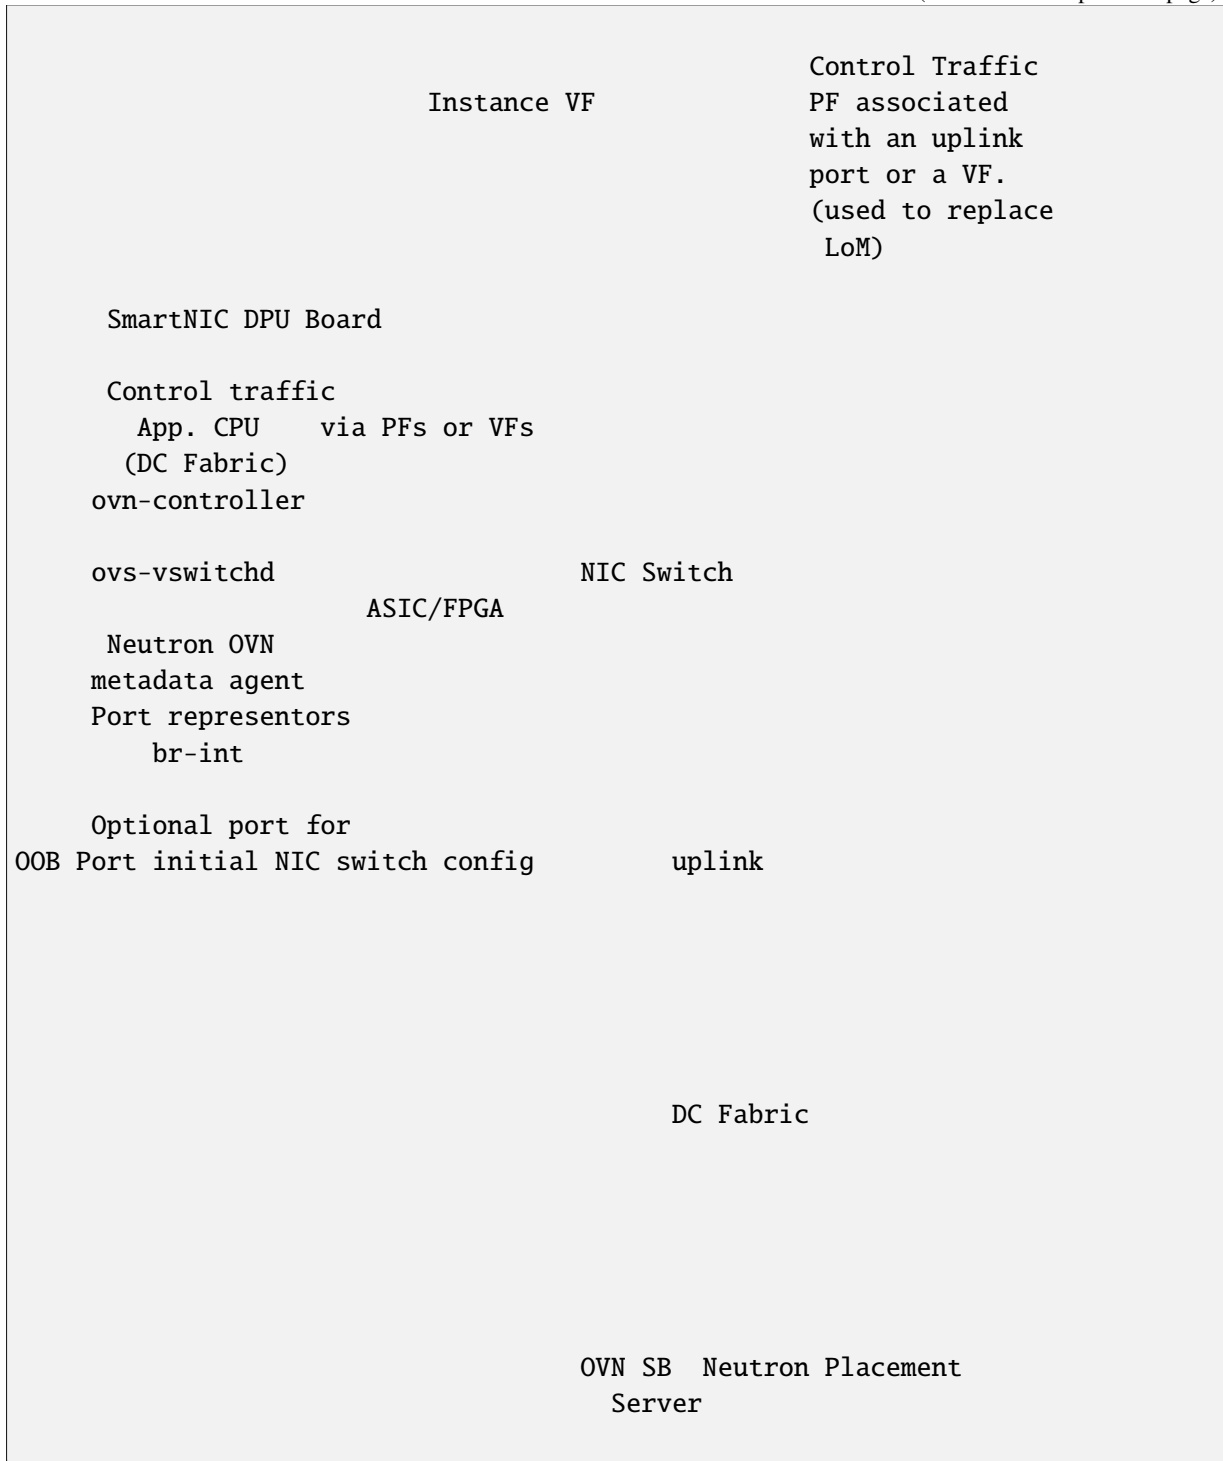 Control Traffic
Instance VF PF associated
with an uplink
port or a VF.
(used to replace
LoM)
SmartNIC DPU Board
Control traffic
App. CPU via PFs or VFs
(DC Fabric)
ovn-controller
ovs-vswitchd NIC Switch
ASIC/FPGA
Neutron OVN
metadata agent
Port representors
br-int
Optional port for
OOB Port initial NIC switch config uplink
DC Fabric
OVN SB Neutron Placement
Server